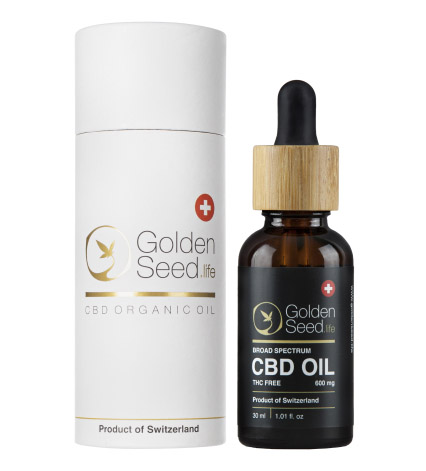 Golden
Seed.life
CBD ORGANIC OIL
Product of Switzerland
Golden
Seed.life
BROAD SPECTRUM
CBD OIL
THC FREE 600 mg
Product of Switzerland
30 ml | 1.01 fl. oz